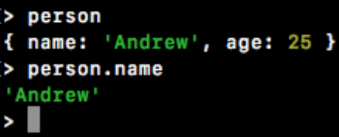 > person
{ name: 'Andrew', age: 25 }
> person.name
'Andrew'
>